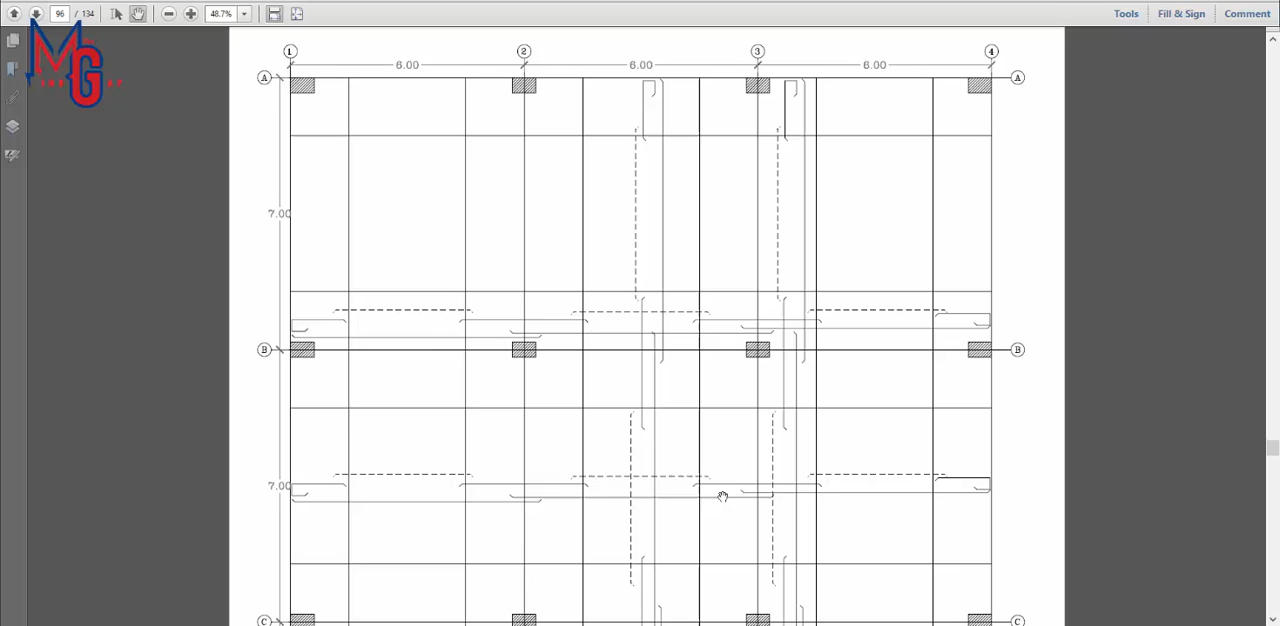 96 / 134 48.7% Tools Fill & Sign Comment
MG
1 2 3 4
6.00 6.00 6.00
A A
7.00
B B
7.00
C C